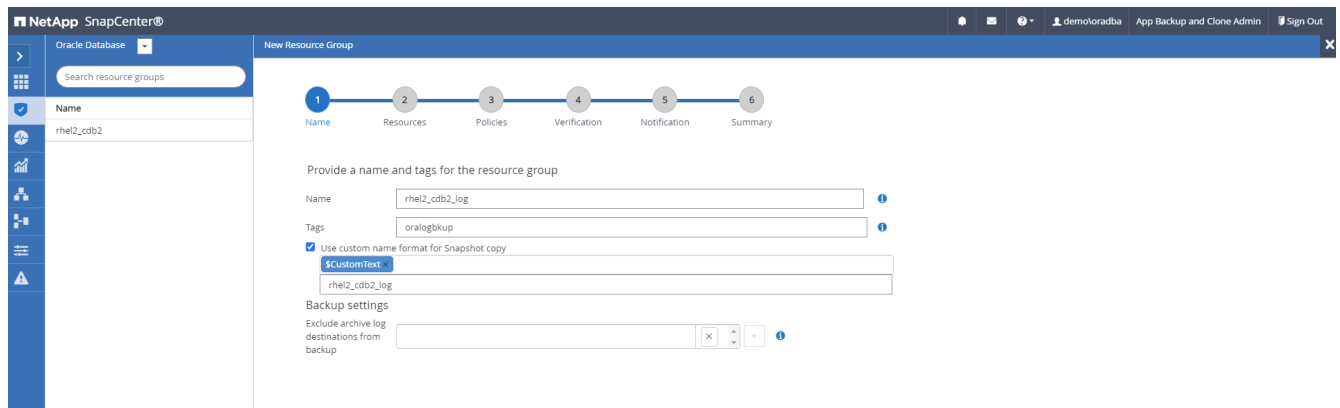 NetApp SnapCenter®
demo\oradba App Backup and Clone Admin Sign Out
Oracle Database
New Resource Group
Search resource groups
Name
rhel2_cdb2
1 2 3 4 5 6
Name Resources Policies Verification Notification Summary
Provide a name and tags for the resource group
Name rhel2_cdb2_log
Tags oralogbkup
Use custom name format for Snapshot copy
$CustomText ×
rhel2_cdb2_log
Backup settings
Exclude archive log
destinations from
backup